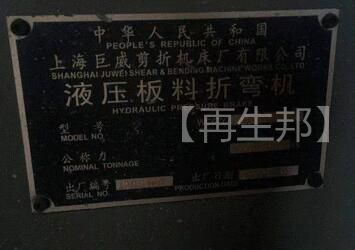 中华人民共和国
PEOPLE'S REPUBLIC OF CHINA
上海巨威剪折机床厂有限公司
SHANGHAI JUWEI SHEAR & BENDING MACHINE WORKS CO.,LTD
液压板料折弯机
HYDRAULIC PRESSURE BRAKE
型号
MODEL NO.
【再生邦】
公称力
NOMINAL TONNAGE
出厂编号
SERIAL NO.
出厂日期
PRODUCTION DATE